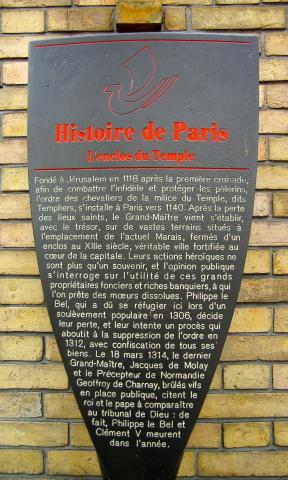 Histoire de Paris
L'enclos du Temple
Fondé à Jérusalem en 1118 après la première croisade,
afin de combattre l'infidèle et protéger les pèlerins,
l'ordre des chevaliers de la milice du Temple, dits
Templiers, s'installe à Paris vers 1140. Après la perte
des lieux saints, le Grand-Maître vient s'établir,
avec le trésor, sur de vastes terrains situés à
l'emplacement de l'actuel Marais, fermés d'un
enclos au XIIIe siècle, véritable ville fortifiée au
cœur de la capitale. Leurs actions héroïques ne
sont plus qu'un souvenir, et l'opinion publique
s'interroge sur l'utilité de ces grands
propriétaires fonciers et riches banquiers, à qui
l'on prête des mœurs dissolues. Philippe le
Bel, qui a dû se réfugier ici lors d'un
soulèvement populaire en 1306, décide
leur perte, et leur intente un procès qui
aboutit à la suppression de l'ordre en
1312, avec confiscation de tous ses
biens. Le 18 mars 1314, le dernier
Grand-Maître, Jacques de Molay
et le Précepteur de Normandie
Geoffroy de Charnay, brûlés vifs
en place publique, citent le
roi et le pape à comparaître
au tribunal de Dieu : de
fait, Philippe le Bel et
Clément V meurent
dans l'année.